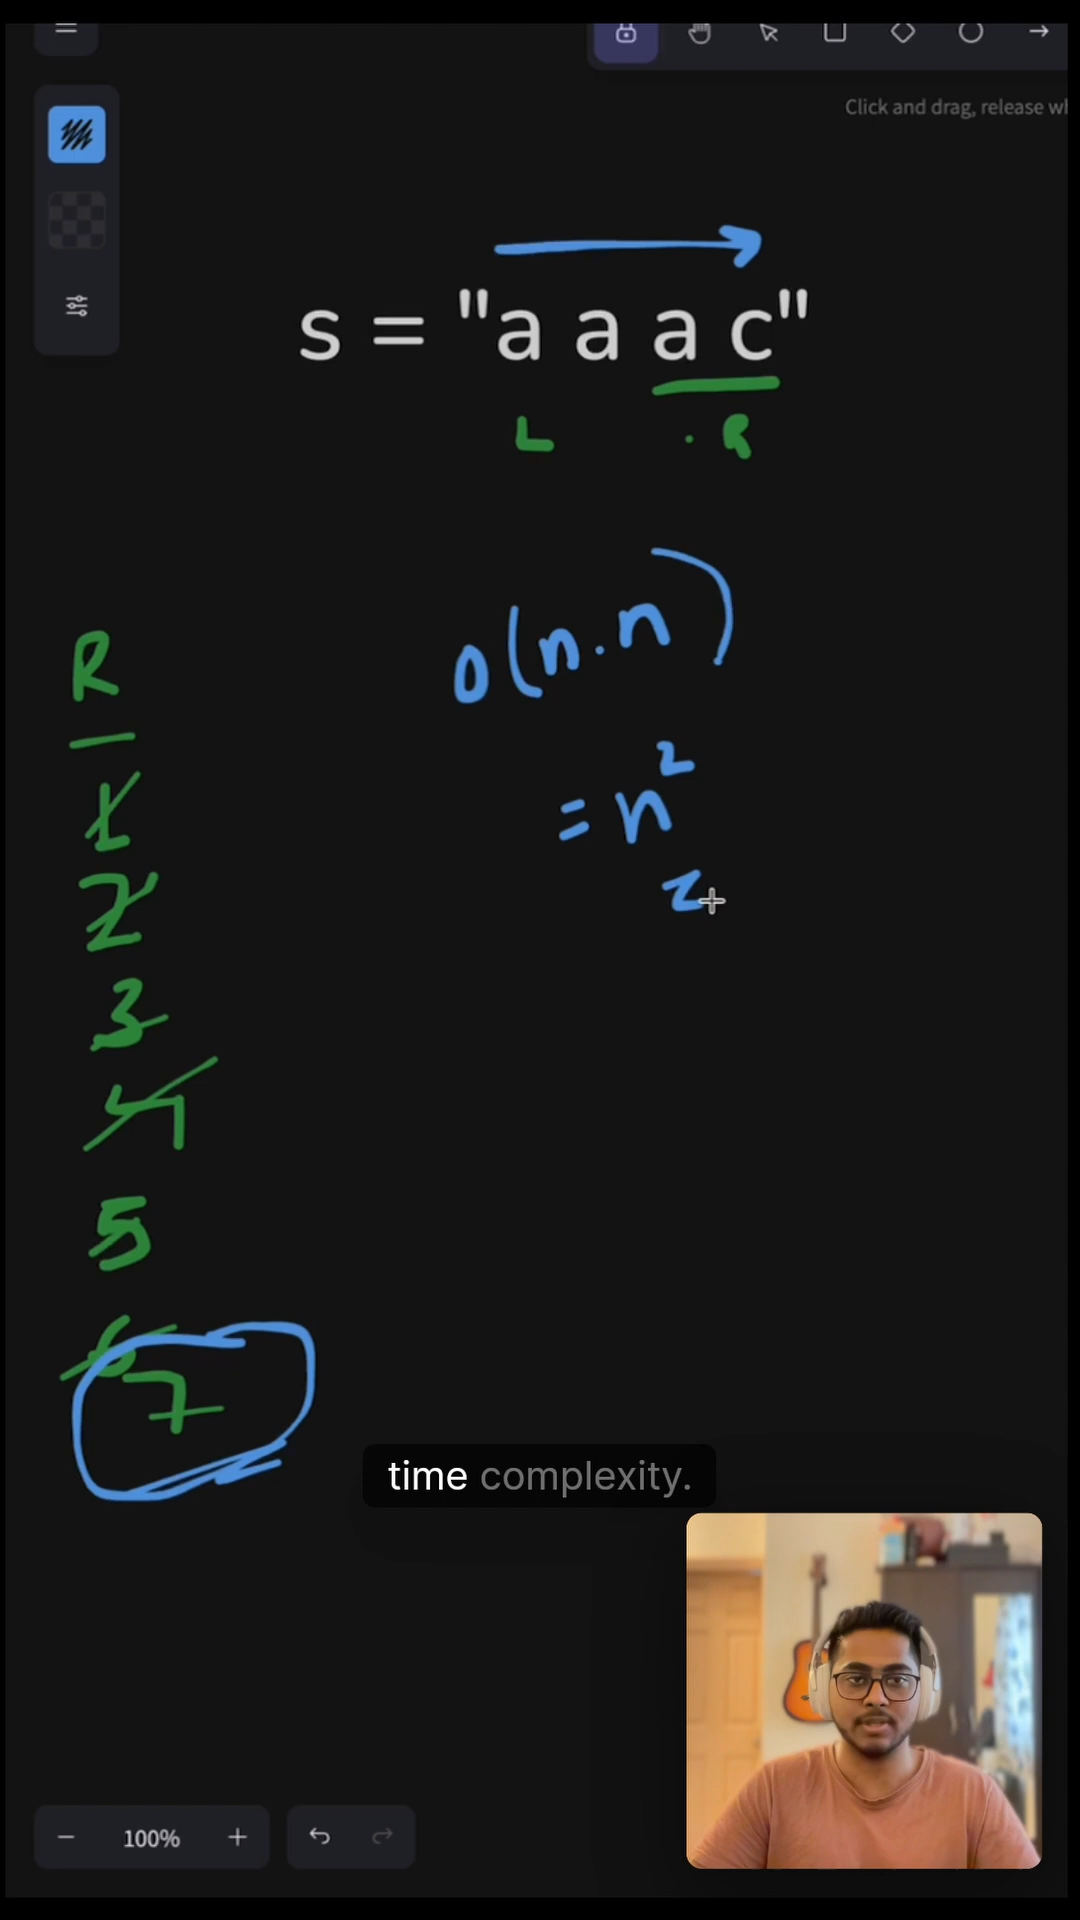 Click and drag, release wh
s = "a a a c"
L . R
O(n.n)
= n²
2
R
1
2
3
4
5
6
7
time complexity.
100%